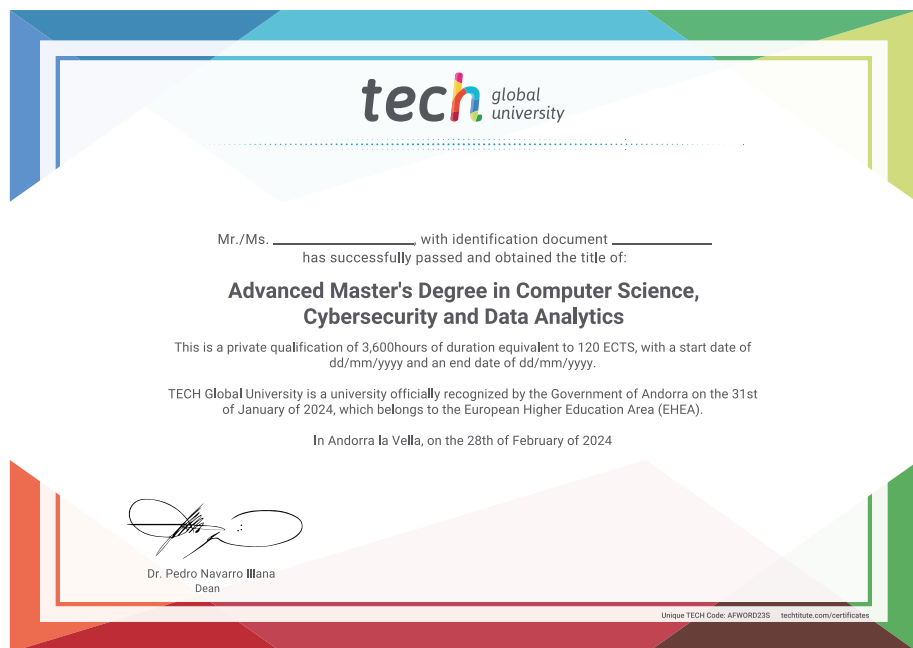 tech global
university
Mr./Ms. ____________, with identification document ____________
has successfully passed and obtained the title of:
Advanced Master's Degree in Computer Science,
Cybersecurity and Data Analytics
This is a private qualification of 3,600hours of duration equivalent to 120 ECTS, with a start date of
dd/mm/yyyy and an end date of dd/mm/yyyy.
TECH Global University is a university officially recognized by the Government of Andorra on the 31st
of January of 2024, which belongs to the European Higher Education Area (EHEA).
In Andorra la Vella, on the 28th of February of 2024
Dr. Pedro Navarro Illana
Dean
Unique TECH Code: AFWORD23S techtitute.com/certificates